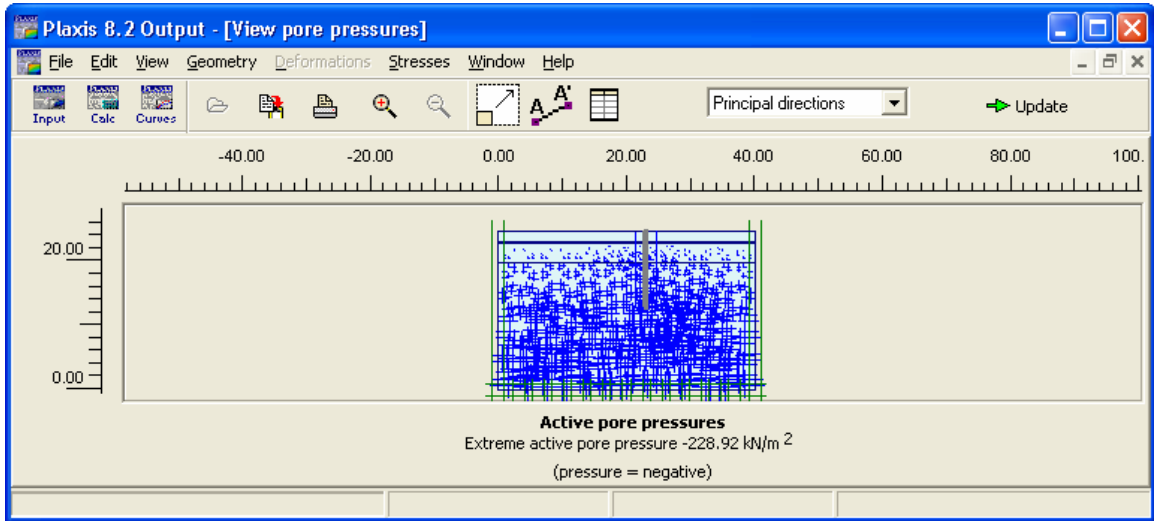 Plaxis 8.2 Output - [View pore pressures]
File Edit View Geometry Deformations Stresses Window Help
Input Calc Curves A A' Principal directions Update
-40.00 -20.00 0.00 20.00 40.00 60.00 80.00 100.
20.00
0.00
Active pore pressures
Extreme active pore pressure -228.92 kN/m 2
(pressure = negative)